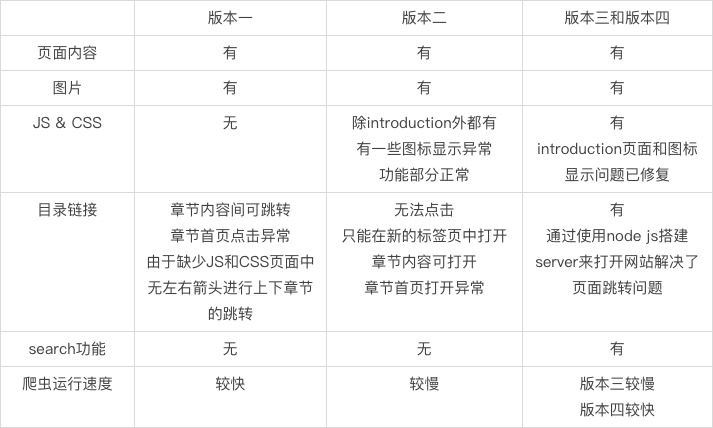 版本一 版本二 版本三和版本四
页面内容 有 有 有
图片 有 有 有
JS & CSS 无 除introduction外都有 有
有一些图标显示异常 introduction页面和图标
功能部分正常 显示问题已修复
目录链接 章节内容间可跳转 无法点击 有
章节首页点击异常 只能在新的标签页中打开 通过使用node js搭建
由于缺少JS和CSS页面中 章节内容可打开 server来打开网站解决了
无左右箭头进行上下章节 章节首页打开异常 页面跳转问题
的跳转
search功能 无 无 有
爬虫运行速度 较快 较慢 版本三较慢
版本四较快